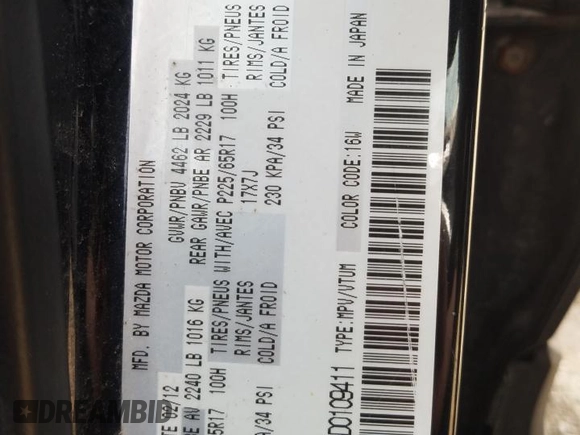 MFD. BY MAZDA MOTOR CORPORATION
02/12 GVWR/PNBV 4462 LB 2024 KG
AV 2240 LB 1016 KG REAR GAWR/PNBE AR 2229 LB 1011 KG
65R17 100H TIRES/PNEUS WITH/AVEC P225/65R17 100H TIRES/PNEUS
RIMS/JANTES 17X7J RIMS/JANTES
34 PSI COLD/A FROID 230 KPA/34 PSI COLD/A FROID
D0109411 TYPE:MPV/VTUM COLOR CODE:16W MADE IN JAPAN
DEALERSHIP